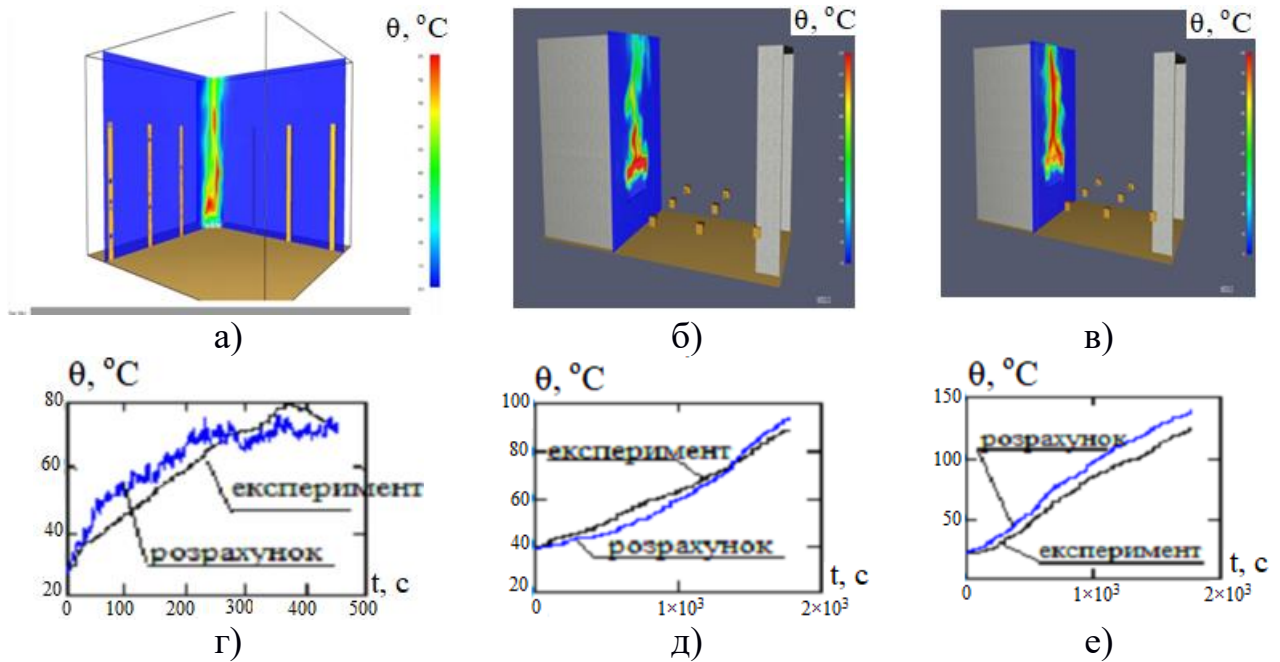 θ, °C
θ, °C
θ, °C
а)
б)
в)
θ, °C
80
60
40
20
експеримент
розрахунок
0 100 200 300 400 500
t, с
г)
θ, °C
100
80
60
40
20
експеримент
розрахунок
0 1×10³ 2×10³
t, с
д)
θ, °C
150
100
50
розрахунок
експеримент
0 1×10³ 2×10³
t, с
е)